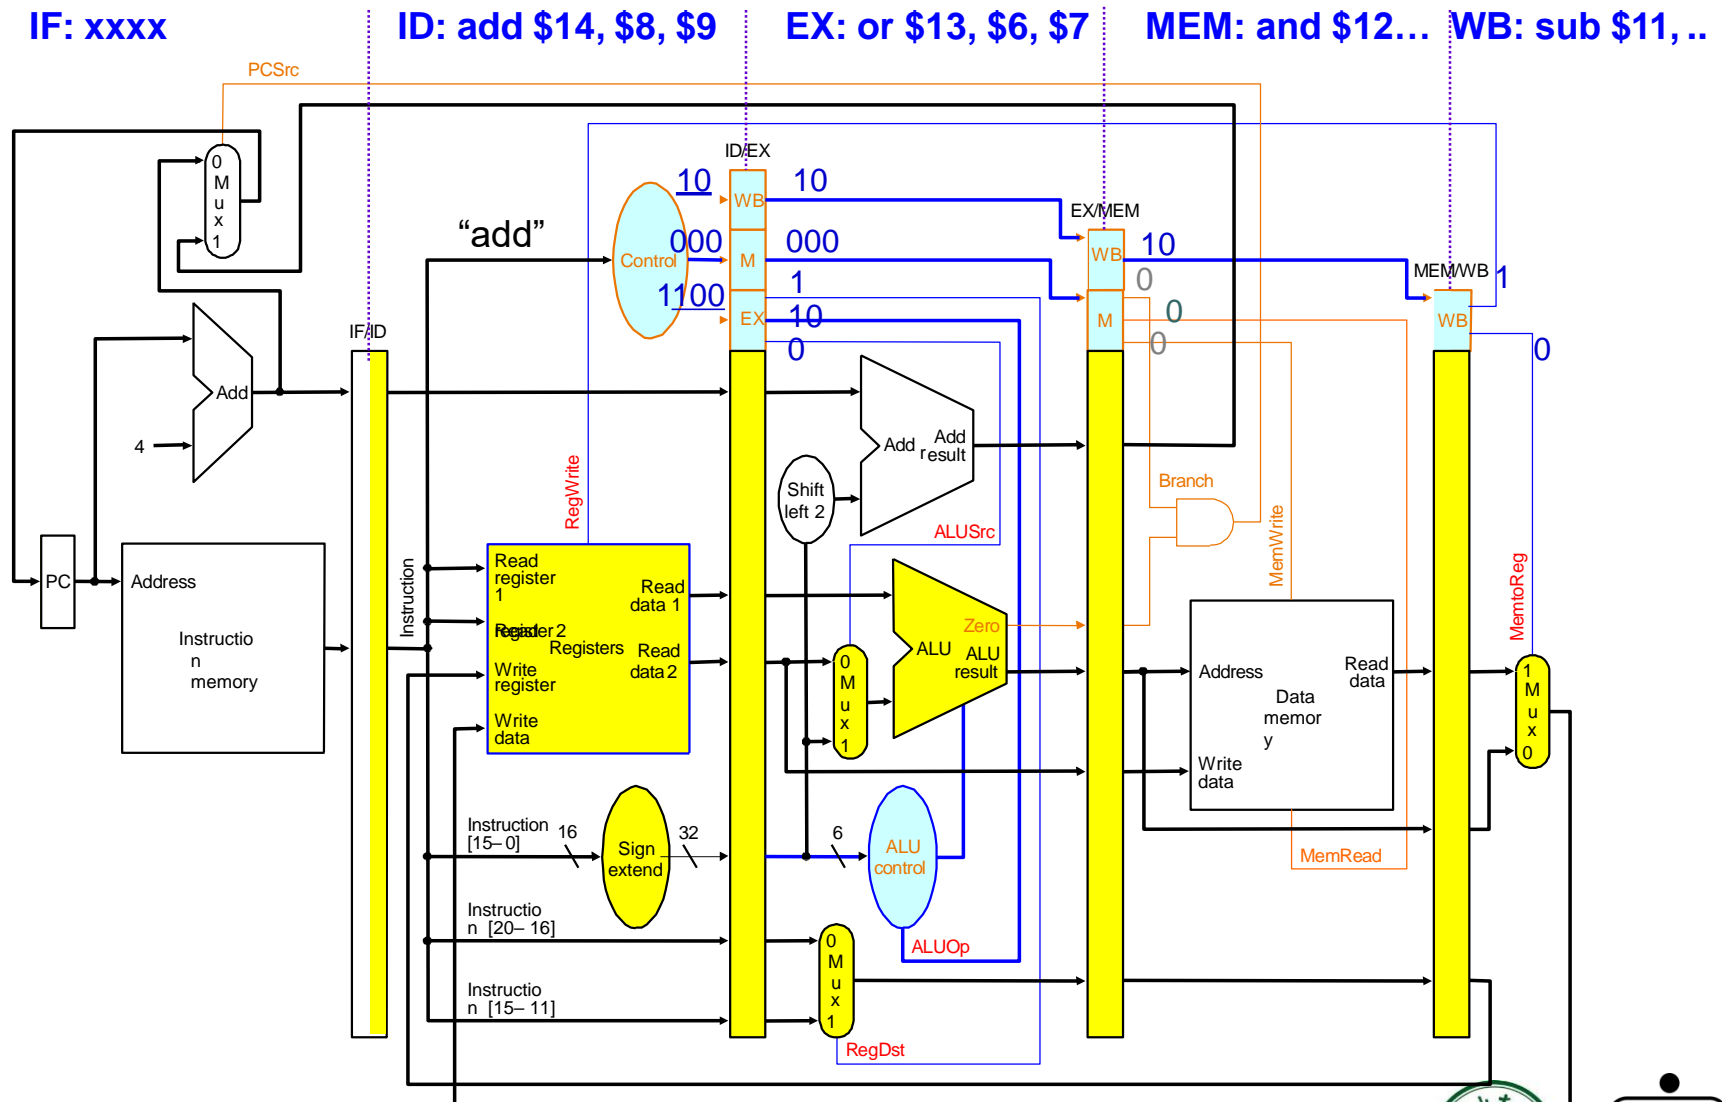 IF: xxxx
ID: add $14, $8, $9
EX: or $13, $6, $7
MEM: and $12…
WB: sub $11, ..
PCSrc
ID/EX
0
M
u
x
1
"add"
Control
10
000
1100
WB
M
EX
10
000
1
10
0
EX/MEM
WB
M
10
0
0
0
MEM/WB
WB
1
0
IF/ID
Add
4
Add
Add
result
Shift
left 2
RegWrite
ALUSrc
Branch
MemWrite
MemtoReg
PC
Address
Instructio
n
memory
Instruction
Read
register
1
Read
register 2
Registers
Write
register
Write
data
Read
data 1
Read
data 2
0
M
u
x
1
Zero
ALU
ALU
result
Address
Data
memor
y
Read
data
Write
data
1
M
u
x
0
Instruction
[15–0]
16
Sign
extend
32
6
ALU
control
MemRead
Instructio
n [20–16]
0
M
u
x
1
ALUOp
Instructio
n [15–11]
RegDst